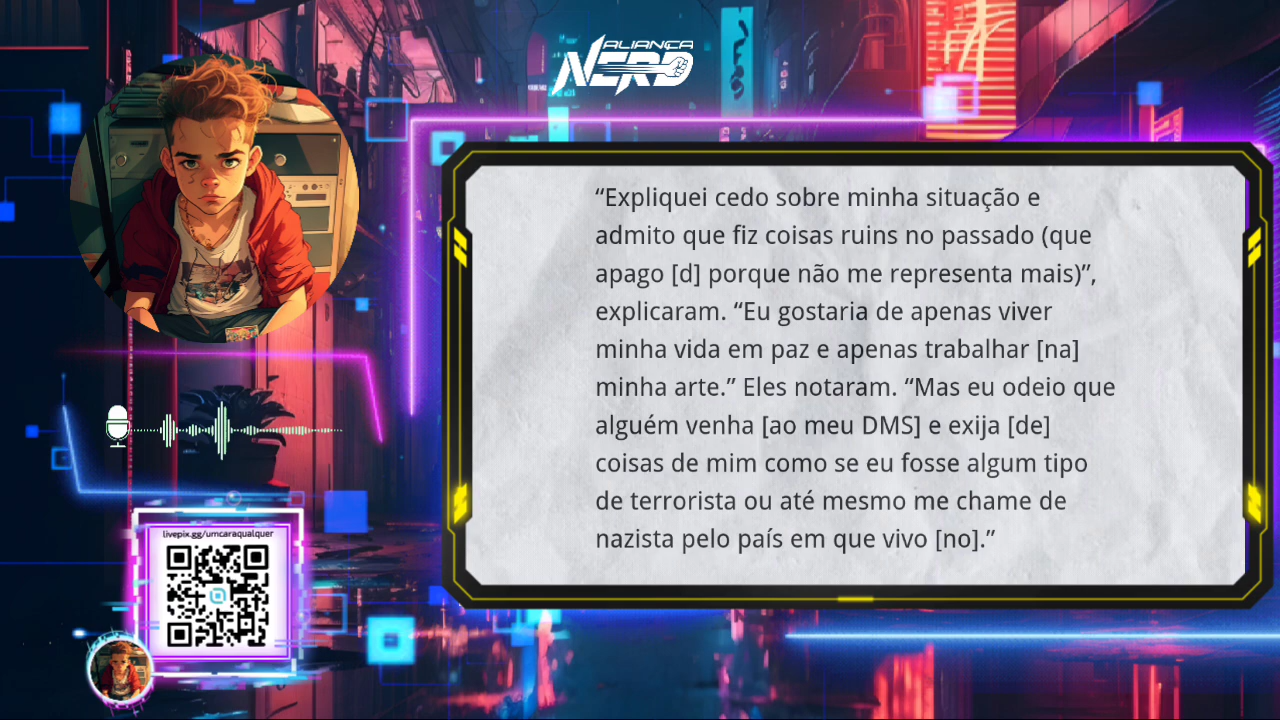 ALIANÇA
NERD
“Expliquei cedo sobre minha situação e
admito que fiz coisas ruins no passado (que
apago [d] porque não me representa mais)”,
explicaram. “Eu gostaria de apenas viver
minha vida em paz e apenas trabalhar [na]
minha arte.” Eles notaram. “Mas eu odeio que
alguém venha [ao meu DMS] e exija [de]
coisas de mim como se eu fosse algum tipo
de terrorista ou até mesmo me chame de
nazista pelo país em que vivo [no].”
livepix.gg/umcaraqualquer